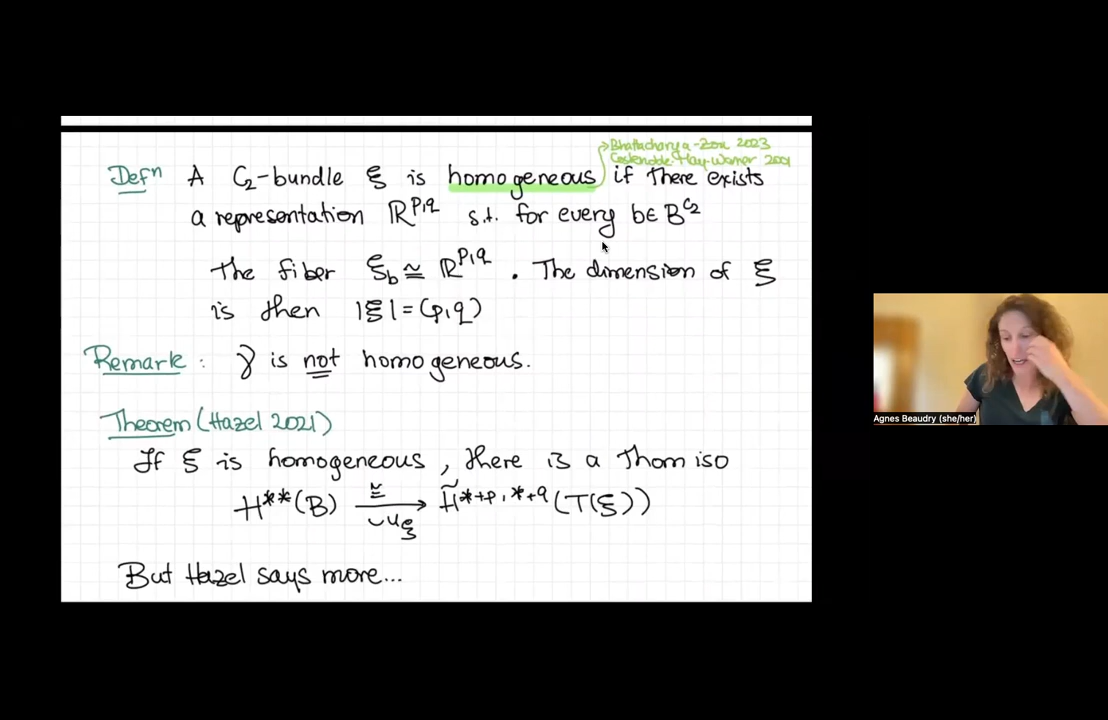 Bhattacharya-Zou 2023
Costenoble-May-Waner 2001
Defⁿ A C₂-bundle ξ is homogeneous if there exists
a representation ℝ^{p,q} s.t. for every b∈B^{C₂}
the fiber ξ_b ≅ ℝ^{p,q}. The dimension of ξ
is then |ξ|=(p,q)
Remark: γ is not homogeneous.
Theorem (Hazel 2021)
If ξ is homogeneous, there is a Thom iso
H^{**}(B) ≅→ ∪u_ξ H̃^{*+p,*+q}(T(ξ))
But Hazel says more...
Agnes Beaudry (she/her)